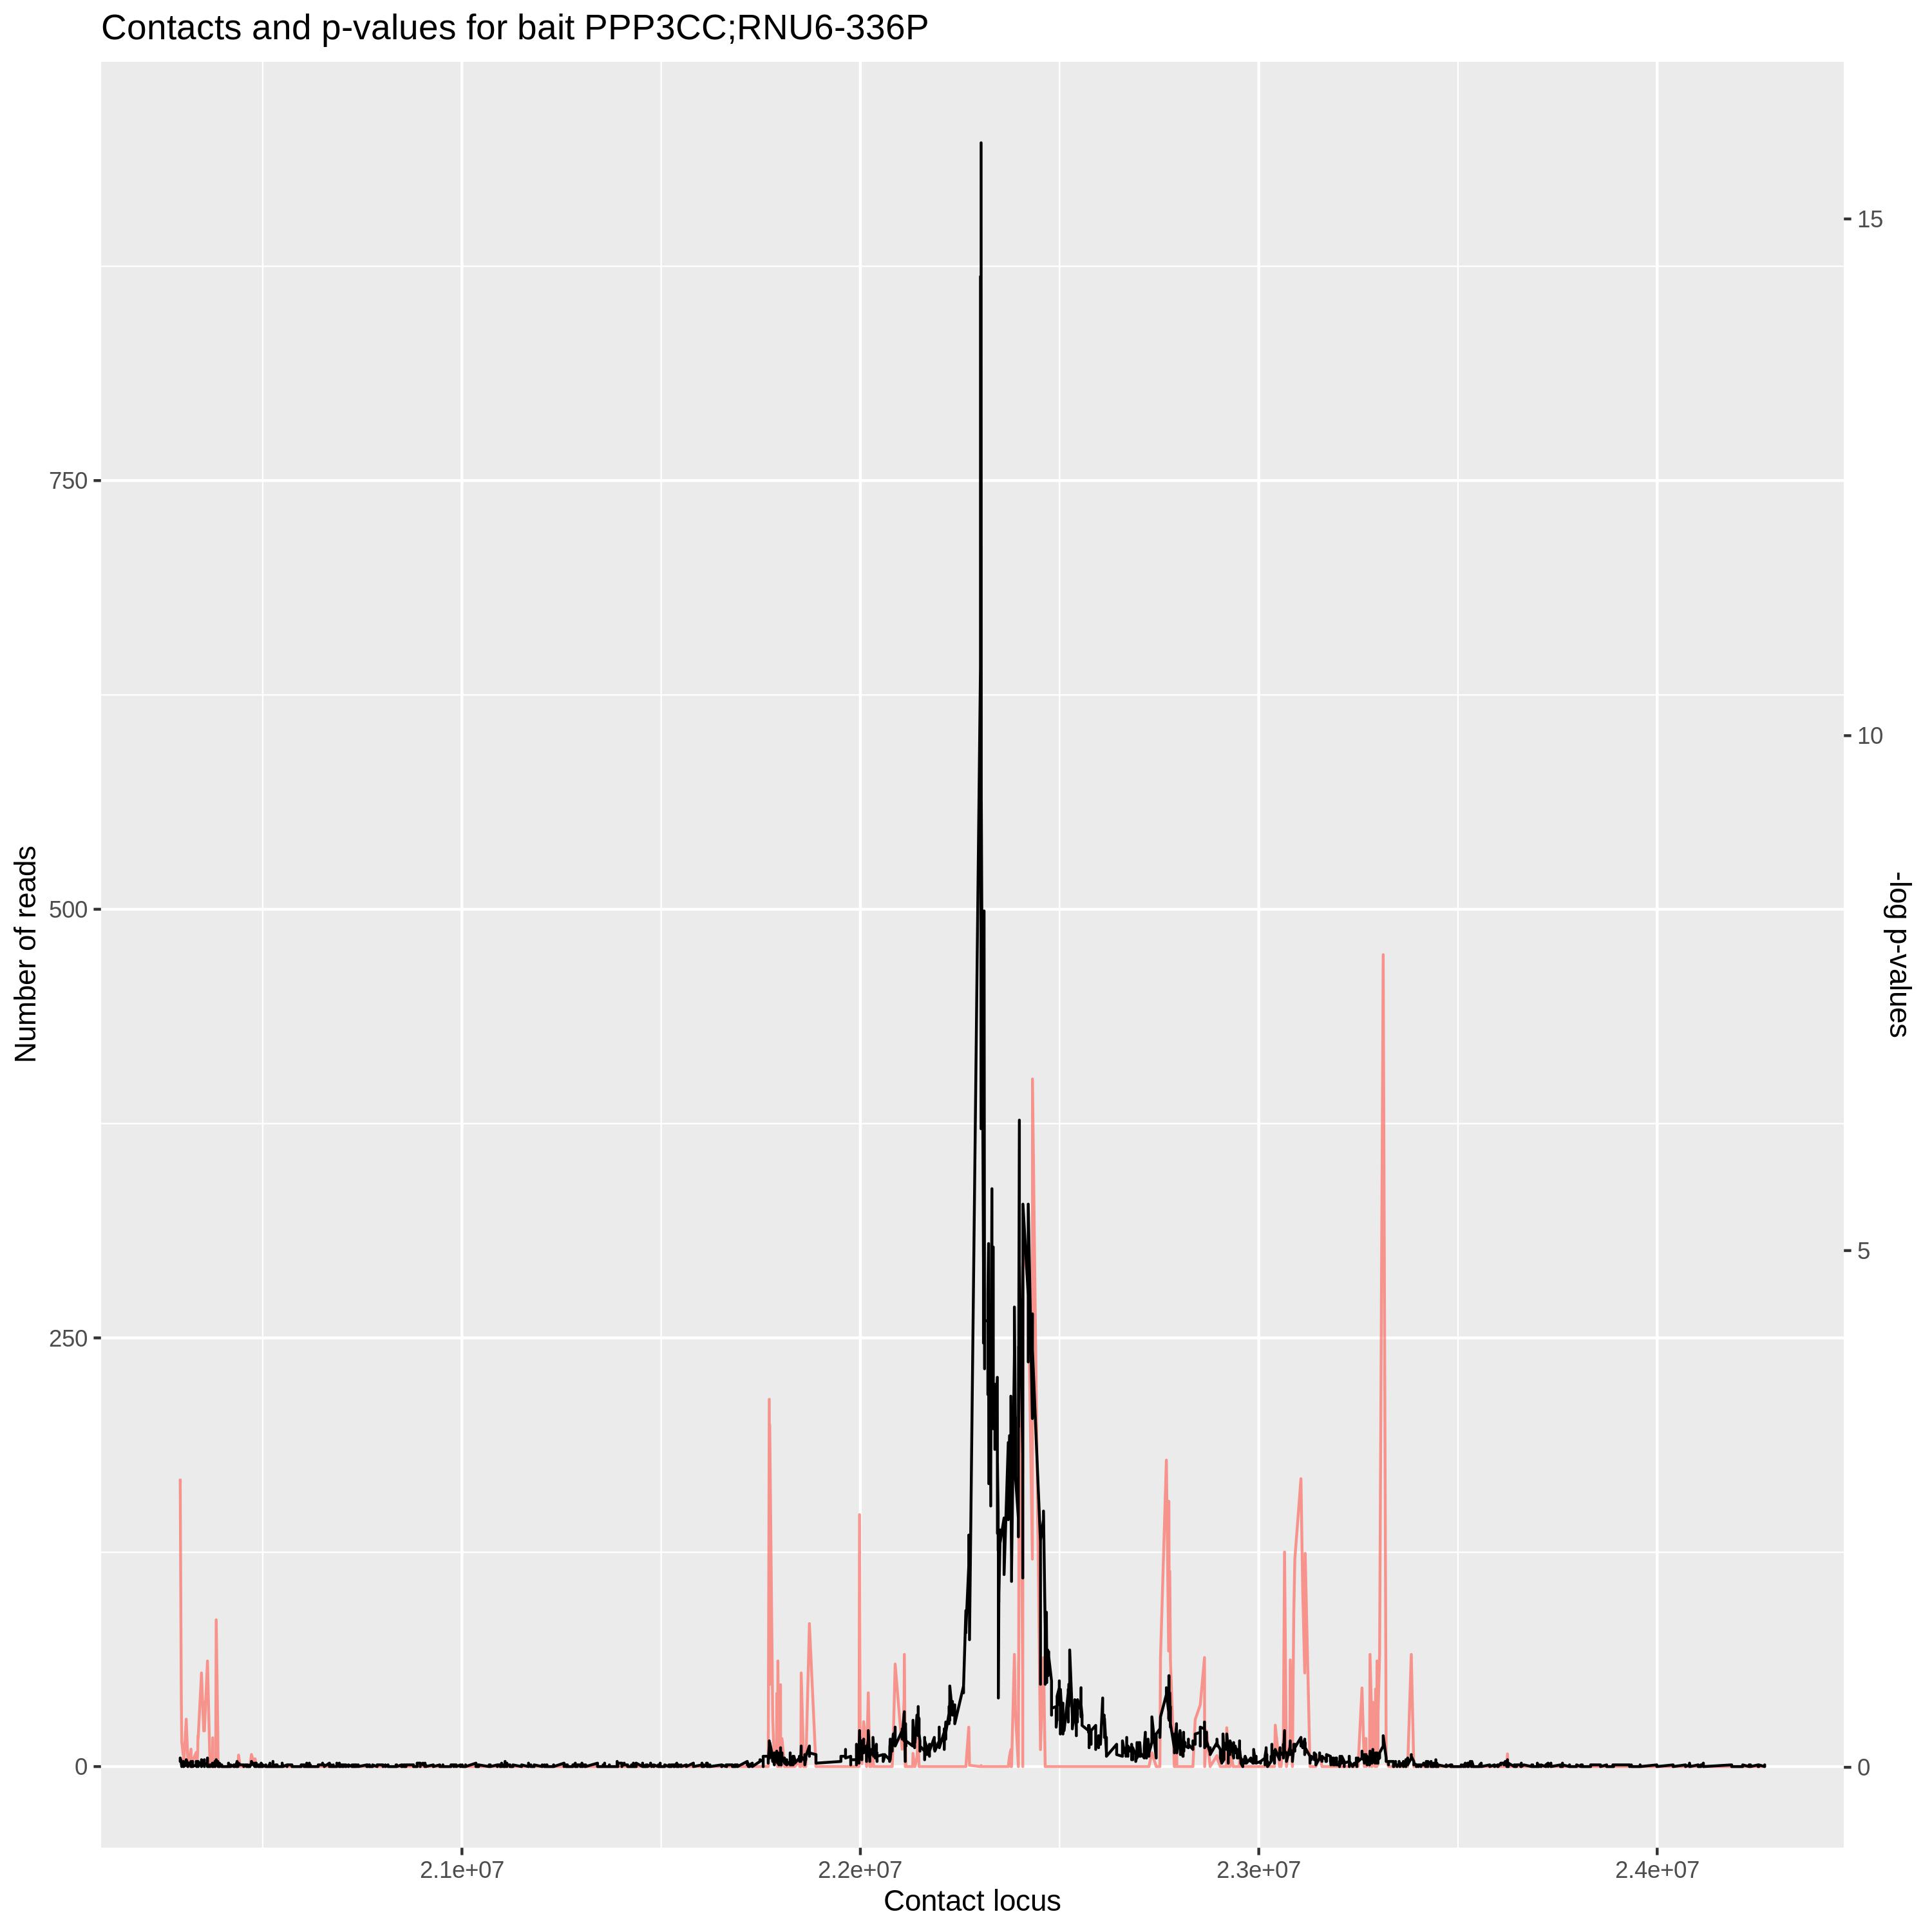 Contacts and p-values for bait PPP3CC;RNU6-336P
Number of reads
750
500
250
0
15
10
5
0
-log p-values
2.1e+07
2.2e+07
2.3e+07
2.4e+07
Contact locus